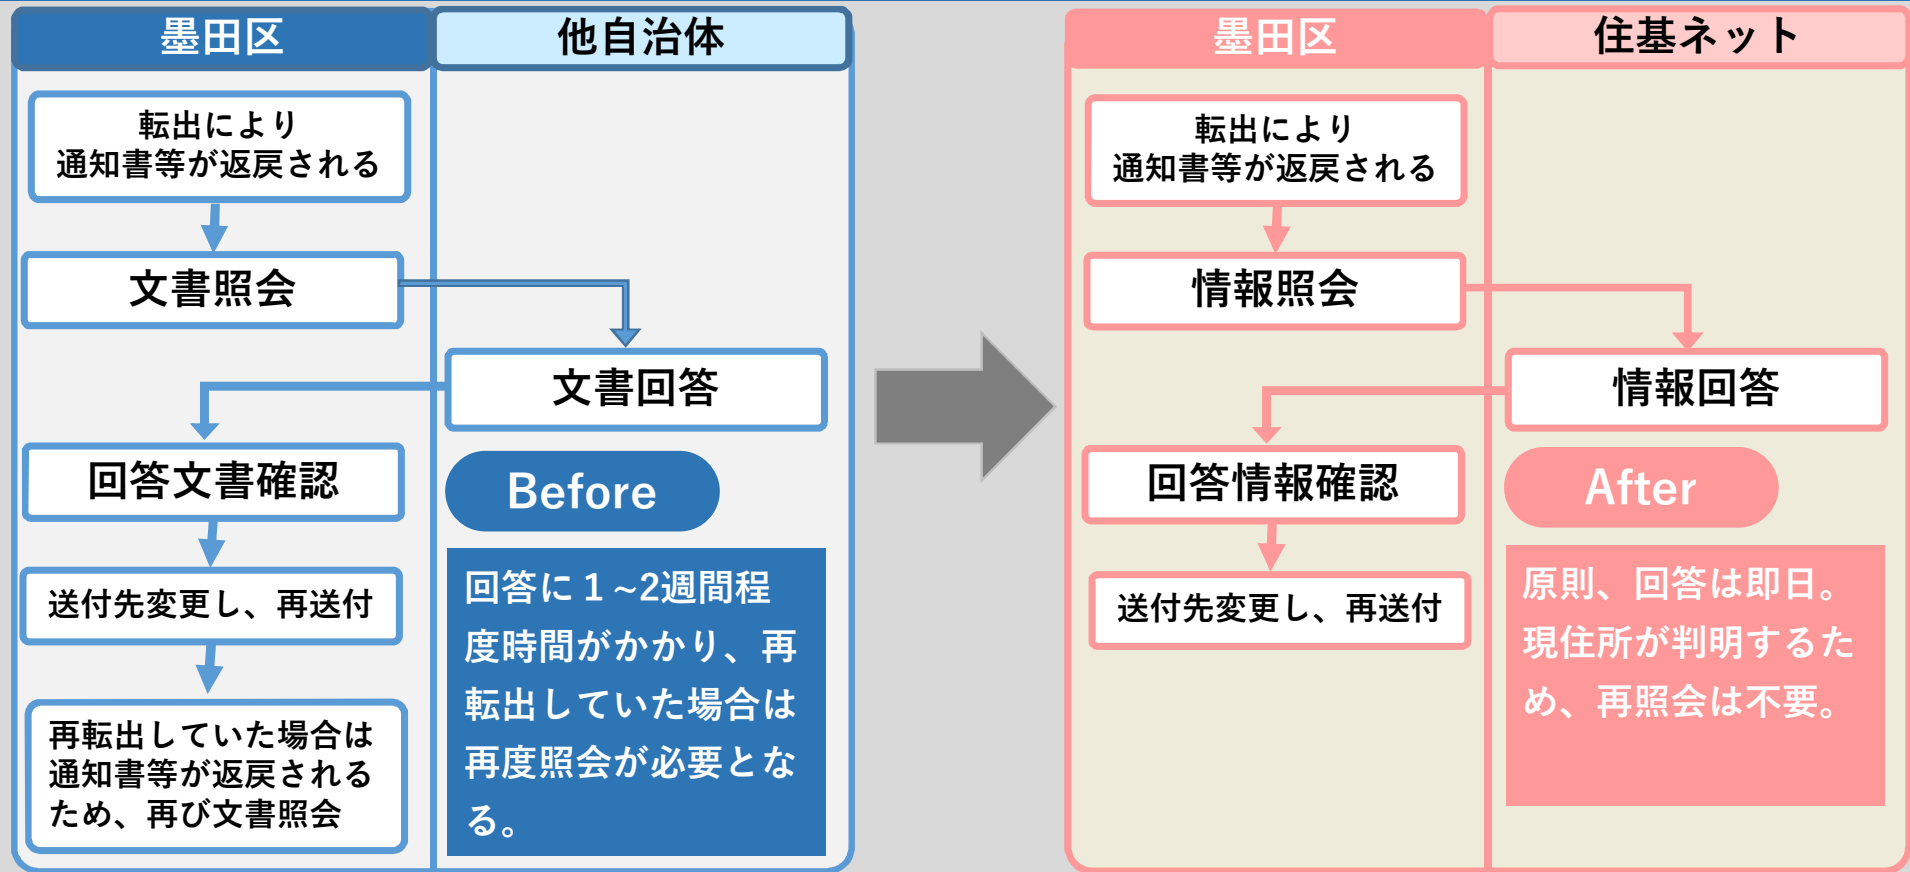 墨田区
他自治体
転出により
通知書等が返戻される
文書照会
文書回答
回答文書確認
送付先変更し、再送付
再転出していた場合は
通知書等が返戻される
ため、再び文書照会
Before
回答に１~2週間程
度時間がかかり、再
転出していた場合は
再度照会が必要とな
る。
墨田区
住基ネット
転出により
通知書等が返戻される
情報照会
情報回答
回答情報確認
送付先変更し、再送付
After
原則、回答は即日。
現住所が判明するた
め、再照会は不要。